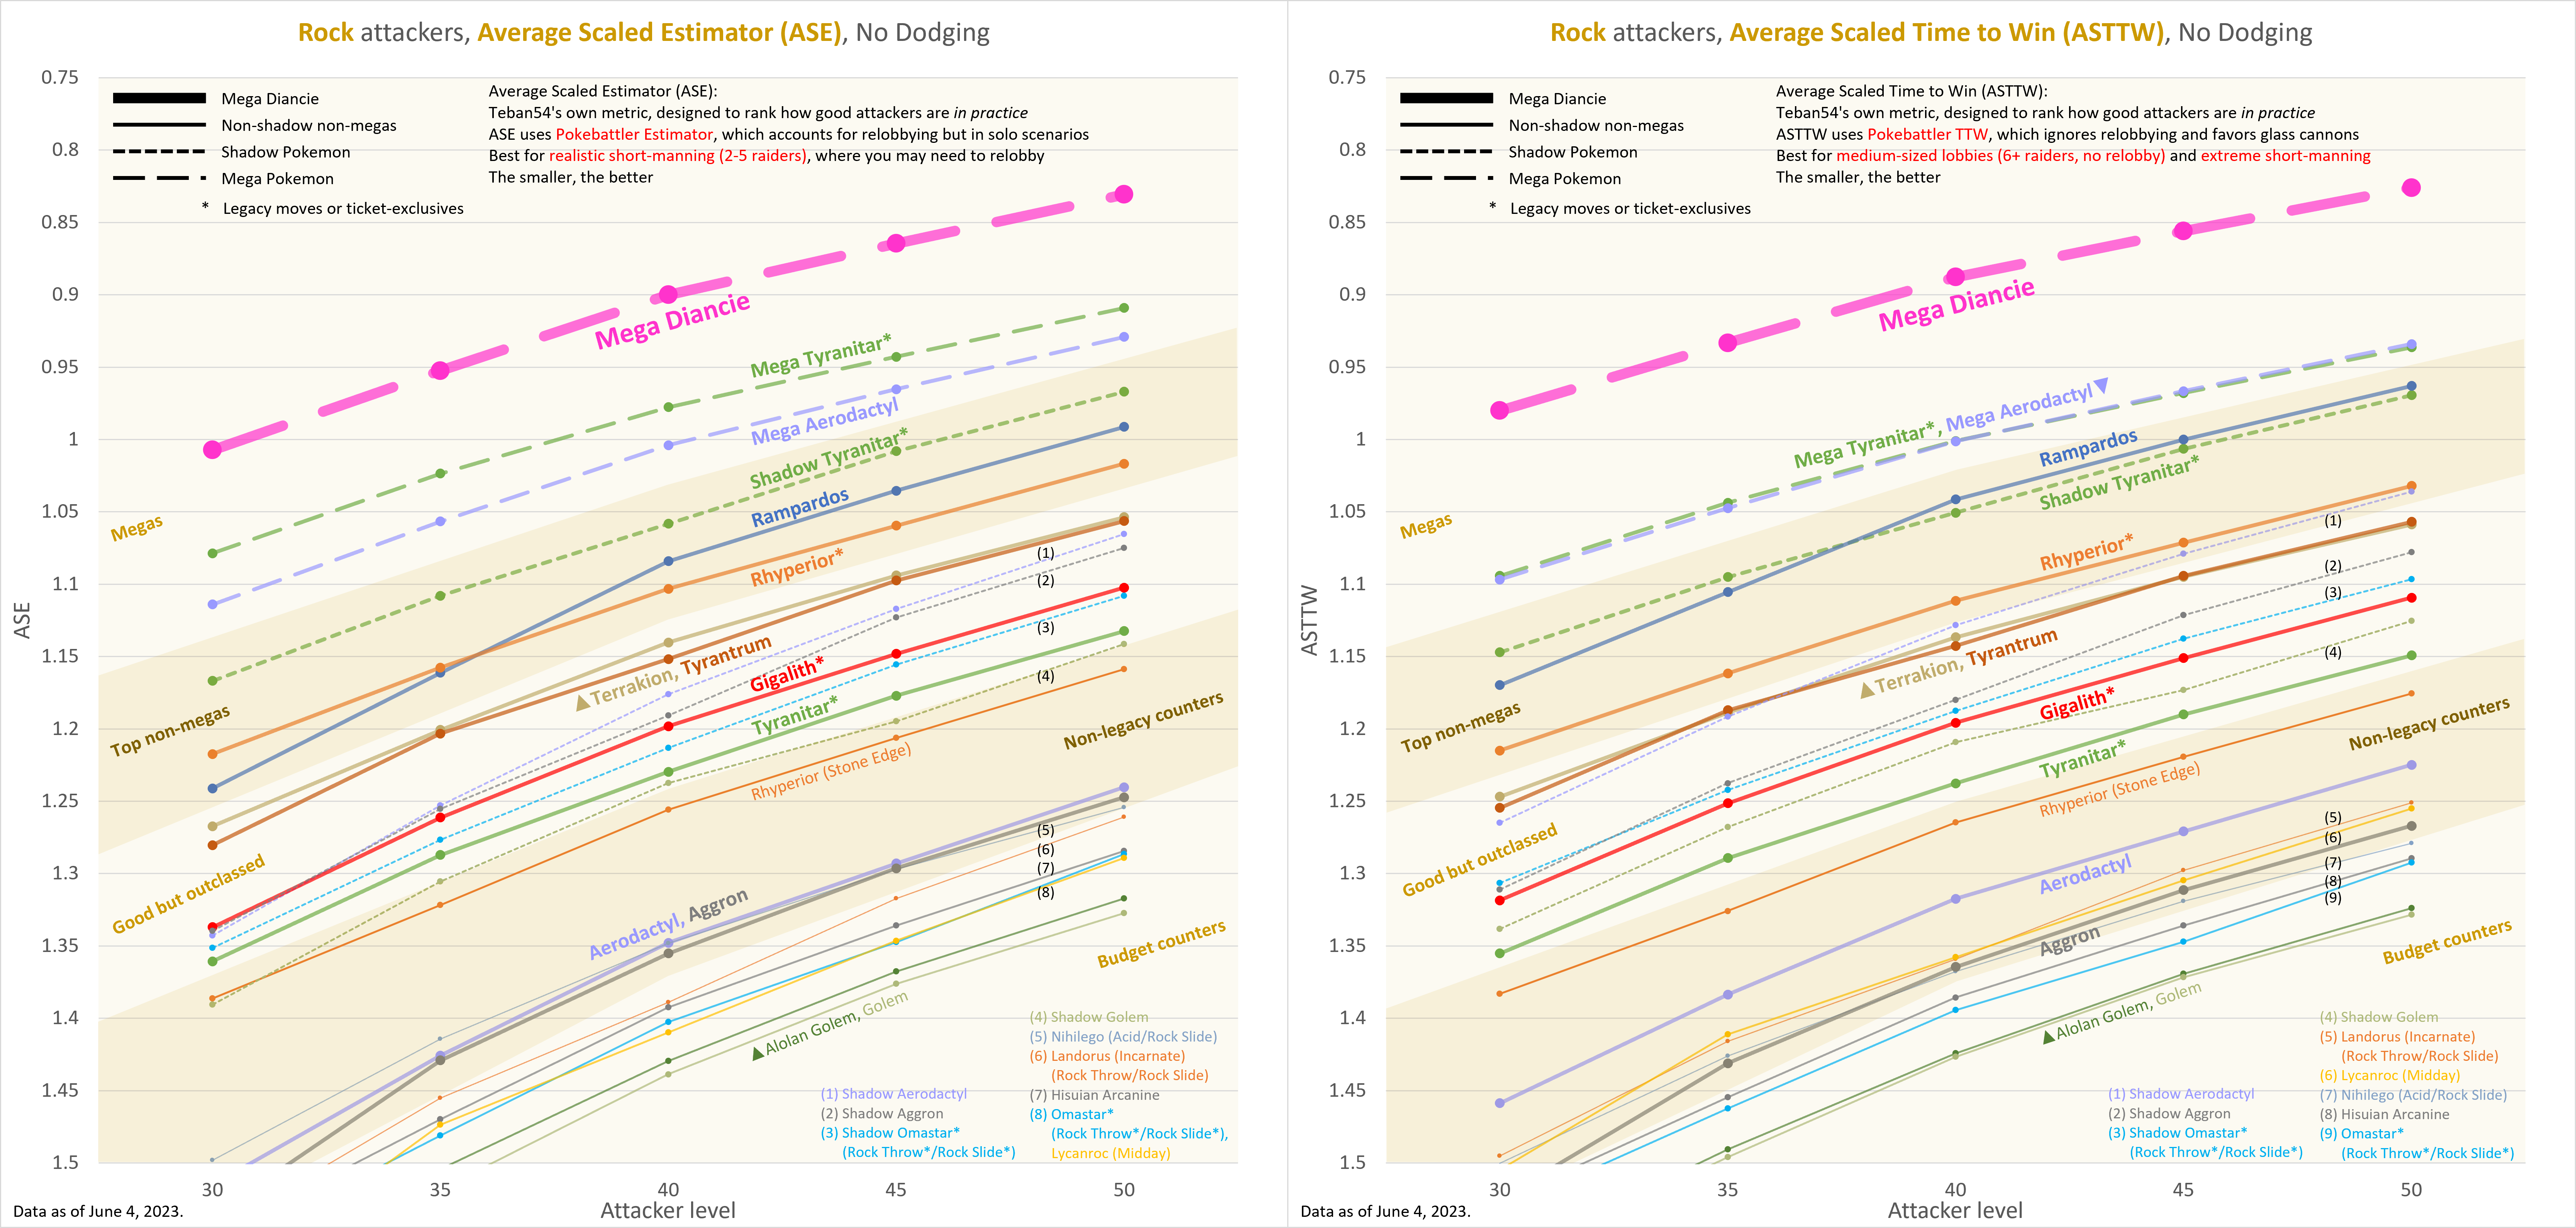 Rock attackers, Average Scaled Estimator (ASE), No Dodging
Mega Diancie
Non-shadow non-megas
Shadow Pokemon
Mega Pokemon
* Legacy moves or ticket-exclusives
Average Scaled Estimator (ASE):
Teban54's own metric, designed to rank how good attackers are in practice
ASE uses Pokebattler Estimator, which accounts for relobbying but in solo scenarios
Best for realistic short-manning (2-5 raiders), where you may need to relobby
The smaller, the better
0.75
0.8
0.85
0.9
0.95
1
1.05
1.1
1.15
1.2
1.25
1.3
1.35
1.4
1.45
1.5
ASE
Mega Diancie
Mega Tyranitar*
Mega Aerodactyl
Shadow Tyranitar*
Rampardos
Megas
Rhyperior*
(1)
(2)
▲Terrakion, Tyrantrum
Gigalith*
(3)
Tyranitar*
(4)
Top non-megas
Non-legacy counters
Rhyperior (Stone Edge)
Good but outclassed
(5)
(6)
(7)
(8)
Aerodactyl, Aggron
Budget counters
▲Alolan Golem, Golem
(1) Shadow Aerodactyl
(2) Shadow Aggron
(3) Shadow Omastar*
(Rock Throw*/Rock Slide*)
(4) Shadow Golem
(5) Nihilego (Acid/Rock Slide)
(6) Landorus (Incarnate)
(Rock Throw/Rock Slide)
(7) Hisuian Arcanine
(8) Omastar*
(Rock Throw*/Rock Slide*),
Lycanroc (Midday)
30 35 40 45 50
Attacker level
Data as of June 4, 2023.
Rock attackers, Average Scaled Time to Win (ASTTW), No Dodging
Mega Diancie
Non-shadow non-megas
Shadow Pokemon
Mega Pokemon
* Legacy moves or ticket-exclusives
Average Scaled Time to Win (ASTTW):
Teban54's own metric, designed to rank how good attackers are in practice
ASTTW uses Pokebattler TTW, which ignores relobbying and favors glass cannons
Best for medium-sized lobbies (6+ raiders, no relobby) and extreme short-manning
The smaller, the better
0.75
0.8
0.85
0.9
0.95
1
1.05
1.1
1.15
1.2
1.25
1.3
1.35
1.4
1.45
1.5
ASTTW
Mega Diancie
Mega Tyranitar*, Mega Aerodactyl▼
Rampardos
Shadow Tyranitar*
Megas
(1)
Rhyperior*
(2)
(3)
▲Terrakion, Tyrantrum
(4)
Gigalith*
Top non-megas
Non-legacy counters
Tyranitar*
Rhyperior (Stone Edge)
Good but outclassed
(5)
(6)
(7)
(8)
(9)
Aerodactyl
Aggron
Budget counters
▲Alolan Golem, Golem
(1) Shadow Aerodactyl
(2) Shadow Aggron
(3) Shadow Omastar*
(Rock Throw*/Rock Slide*)
(4) Shadow Golem
(5) Landorus (Incarnate)
(Rock Throw/Rock Slide)
(6) Lycanroc (Midday)
(7) Nihilego (Acid/Rock Slide)
(8) Hisuian Arcanine
(9) Omastar*
(Rock Throw*/Rock Slide*)
30 35 40 45 50
Attacker level
Data as of June 4, 2023.